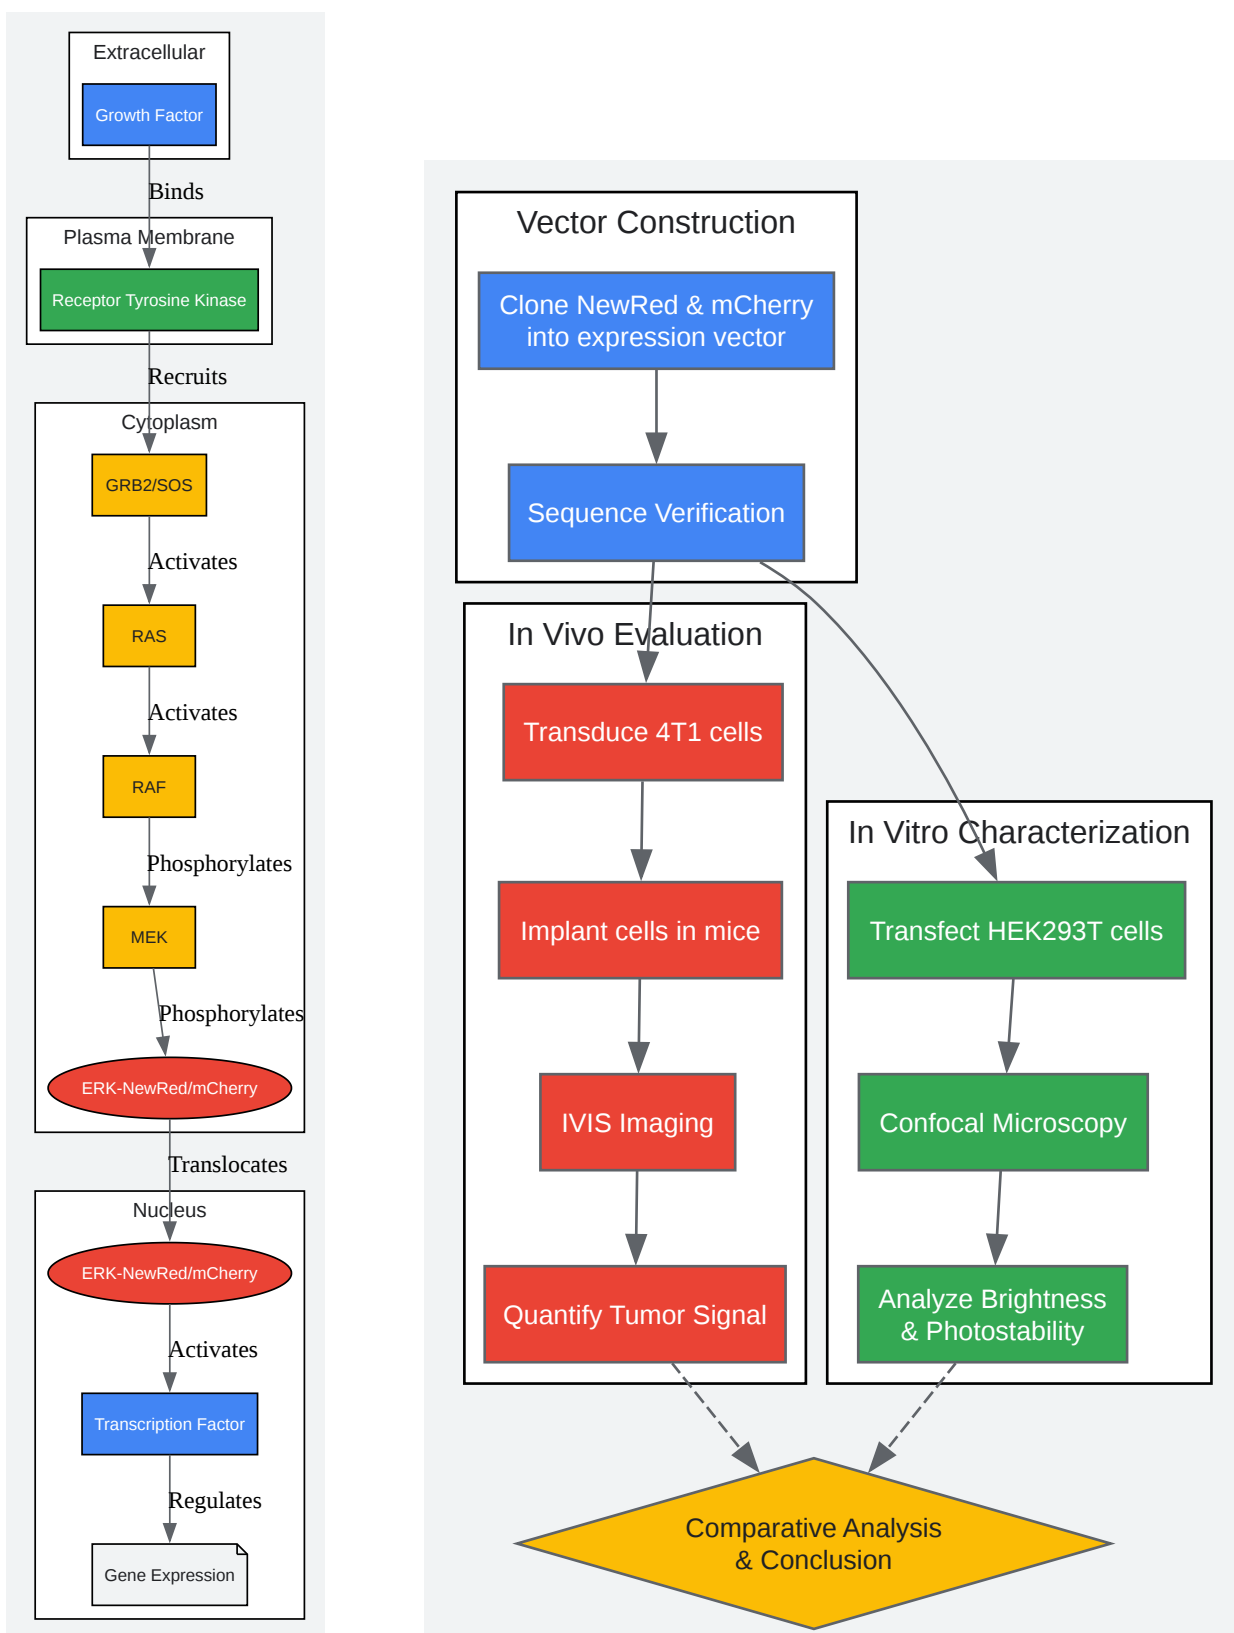 Extracellular
Growth Factor
Binds
Plasma Membrane
Receptor Tyrosine Kinase
Recruits
Cytoplasm
GRB2/SOS
Activates
RAS
Activates
RAF
Phosphorylates
MEK
Phosphorylates
ERK-NewRed/mCherry
Translocates
Nucleus
ERK-NewRed/mCherry
Activates
Transcription Factor
Regulates
Gene Expression
Vector Construction
Clone NewRed & mCherry
into expression vector
Sequence Verification
In Vivo Evaluation
Transduce 4T1 cells
Implant cells in mice
IVIS Imaging
Quantify Tumor Signal
In Vitro Characterization
Transfect HEK293T cells
Confocal Microscopy
Analyze Brightness
& Photostability
Comparative Analysis
& Conclusion